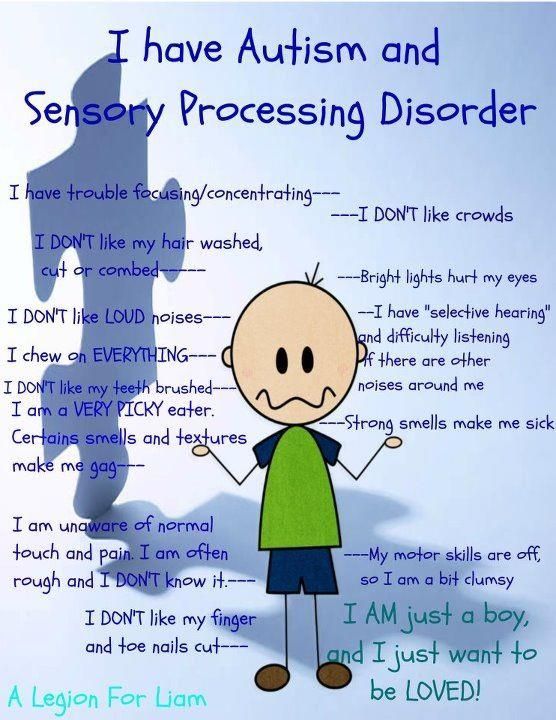 I have Autism and
Sensory Processing Disorder
I have trouble focusing/concentrating---
---I DON'T like crowds
I DON'T like my hair washed,
cut or combed-----
---Bright lights hurt my eyes
I DON'T like LOUD noises---
--I have "selective hearing"
and difficulty listening
if there are other
noises around me
I chew on EVERYTHING---
I DON'T like my teeth brushed---
I am a VERY PICKY eater.
Certains smells and textures
make me gag---
---Strong smells make me sick
I am unaware of normal
touch and pain. I am often
rough and I DON'T know it.---
---My motor skills are off,
so I am a bit clumsy
I DON'T like my finger
and toe nails cut---
I AM just a boy,
and I just want to
be LOVED!
A Legion For Liam